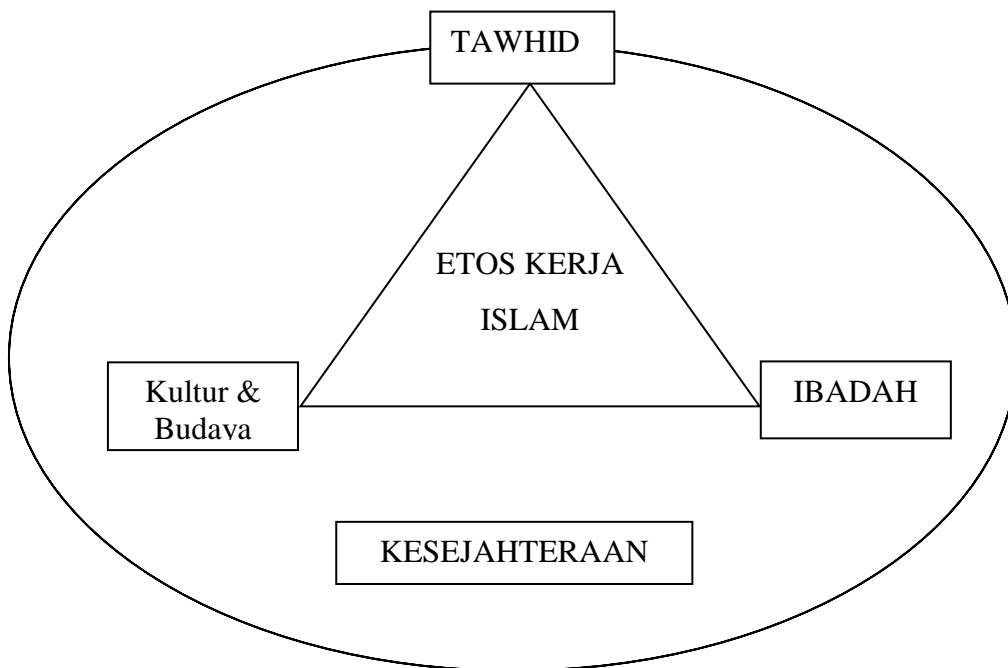 TAWHID
ETOS KERJA
ISLAM
Kultur &
Budaya
IBADAH
KESEJAHTERAAN